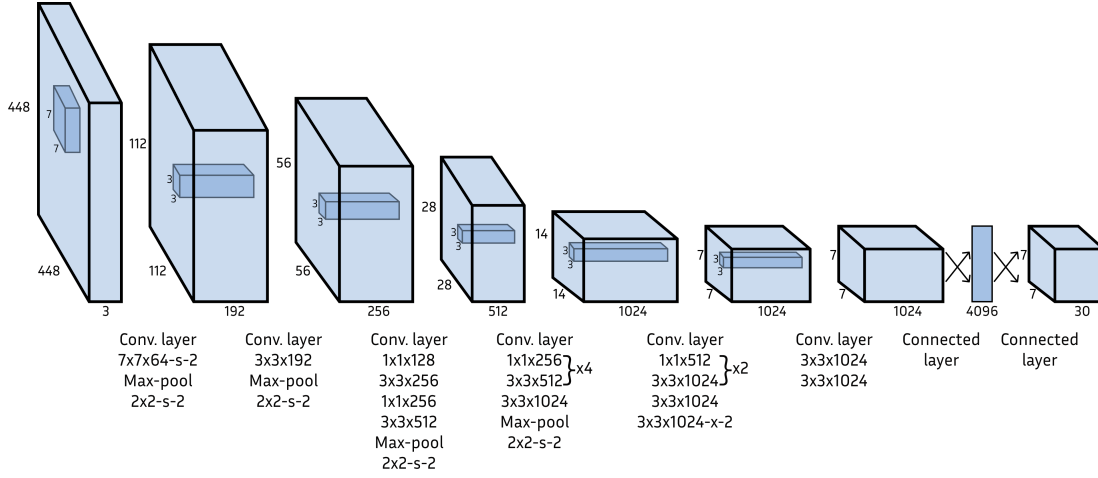 448
7
7
448
3
112
3
3
112
192
56
3
3
56
256
28
3
3
28
512
14
3
3
14
1024
7
3
3
7
1024
7
7
1024
4096
7
7
30
Conv. layer
7x7x64-s-2
Max-pool
2x2-s-2
Conv. layer
3x3x192
Max-pool
2x2-s-2
Conv. layer
1x1x128
3x3x256
1x1x256
3x3x512
Max-pool
2x2-s-2
Conv. layer
1x1x256
3x3x512
x4
3x3x1024
Max-pool
2x2-s-2
Conv. layer
1x1x512
3x3x1024
x2
3x3x1024
3x3x1024-x-2
Conv. layer
3x3x1024
3x3x1024
Connected
layer
Connected
layer